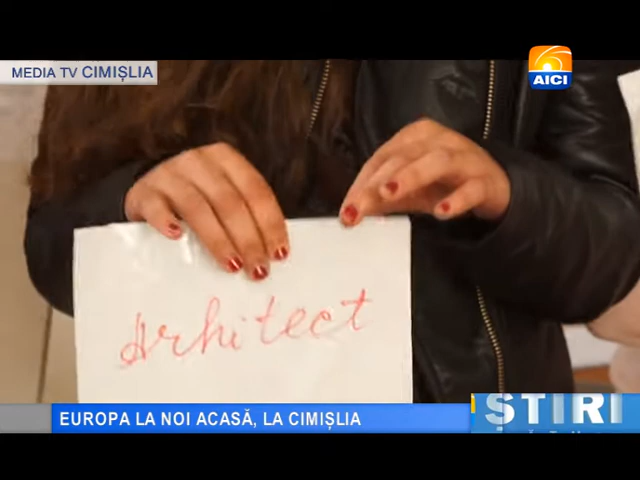 MEDIA TV CIMIȘLIA
AICI
Arhitect
EUROPA LA NOI ACASĂ, LA CIMIȘLIA
ȘTIRI